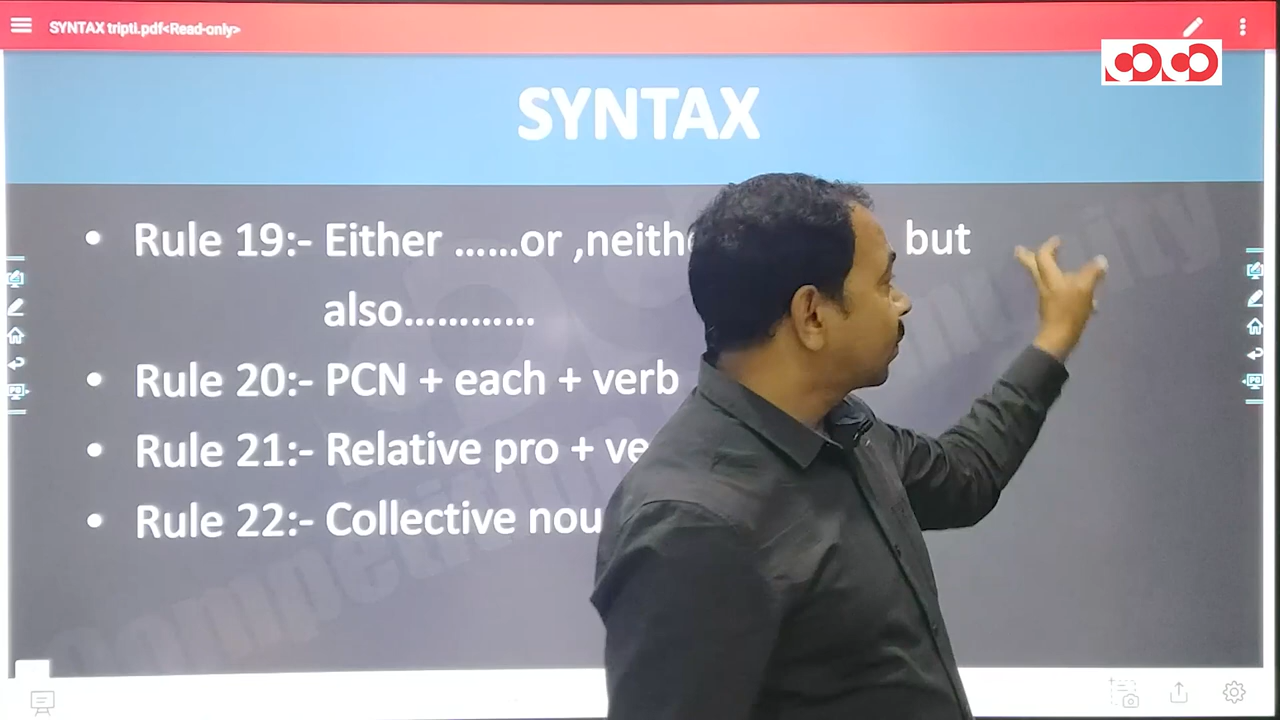 SYNTAX tripti.pdf<Read-only>
SYNTAX
• Rule 19:- Either ......or ,neithe but
also.............
• Rule 20:- PCN + each + verb
• Rule 21:- Relative pro + ve
• Rule 22:- Collective nou